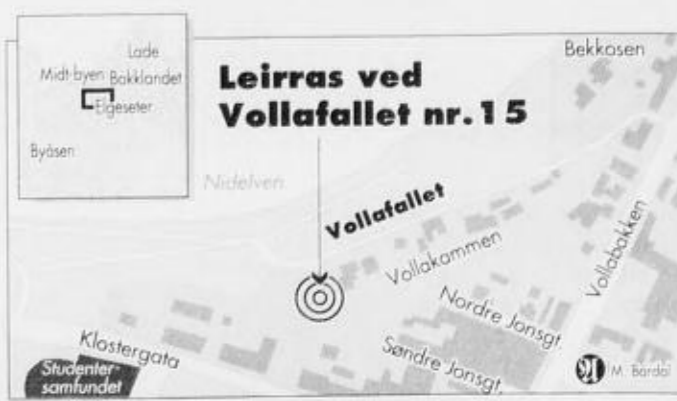 Lade
Midt-byen Bakklandet
Elgeseter
Byåsen
Leirras ved
Vollafallet nr. 15
Bekkasen
Nidelven
Vollafallet
Vollakammen
Vollabakken
Nordre Jonsgt.
Søndre Jonsgt.
Klostergata
Studenter-
samfundet
M. Bardal